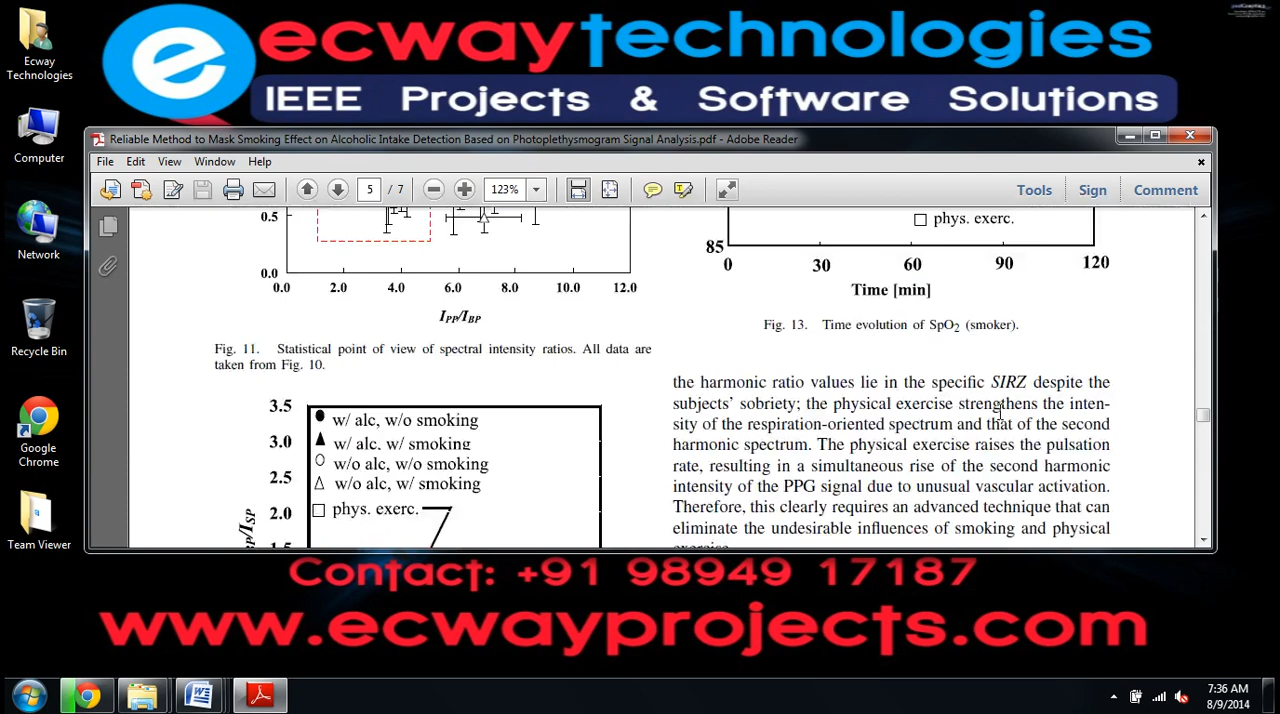 ecway technologies
IEEE Projects & Software Solutions
Ecway
Technologies
Computer
Network
Recycle Bin
Google
Chrome
Team Viewer
Reliable Method to Mask Smoking Effect on Alcoholic Intake Detection Based on Photoplethysmogram Signal Analysis.pdf - Adobe Reader
File Edit View Window Help
5 / 7 123% Tools Sign Comment
0.5
0.0
0.0 2.0 4.0 6.0 8.0 10.0 12.0
IPP/IBP
Fig. 11. Statistical point of view of spectral intensity ratios. All data are
taken from Fig. 10.
3.5
3.0
2.5
2.0
w/ alc, w/o smoking
w/ alc, w/ smoking
w/o alc, w/o smoking
w/o alc, w/ smoking
phys. exerc.
/ISP
phys. exerc.
85
0 30 60 90 120
Time [min]
Fig. 13. Time evolution of SpO2 (smoker).
the harmonic ratio values lie in the specific SIRZ despite the
subjects' sobriety; the physical exercise strengthens the inten-
sity of the respiration-oriented spectrum and that of the second
harmonic spectrum. The physical exercise raises the pulsation
rate, resulting in a simultaneous rise of the second harmonic
intensity of the PPG signal due to unusual vascular activation.
Therefore, this clearly requires an advanced technique that can
eliminate the undesirable influences of smoking and physical
Contact: +91 98949 17187
www.ecwayprojects.com
7:36 AM
8/9/2014